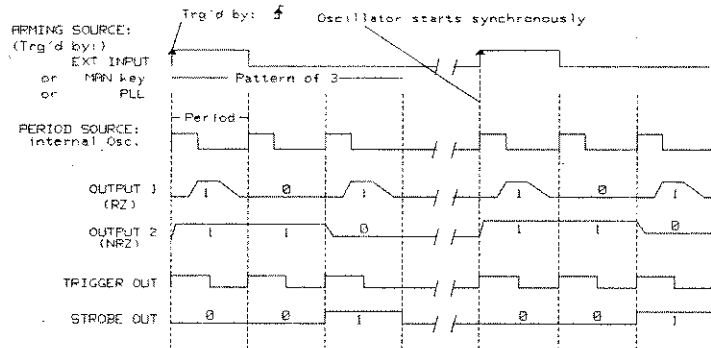 Trg'd by:
Oscillator starts synchronously
ARMING SOURCE:
(Trg'd by:)
EXT INPUT
or MAN key
or PLL
Pattern of 3
Period
PERIOD SOURCE:
internal Osc.
OUTPUT 1
(RZ)
1 0 1 1 0 1
OUTPUT 2
(NRZ)
1 1 0 1 1 0
TRIGGER OUT
STROBE OUT
0 0 1 0 0 1